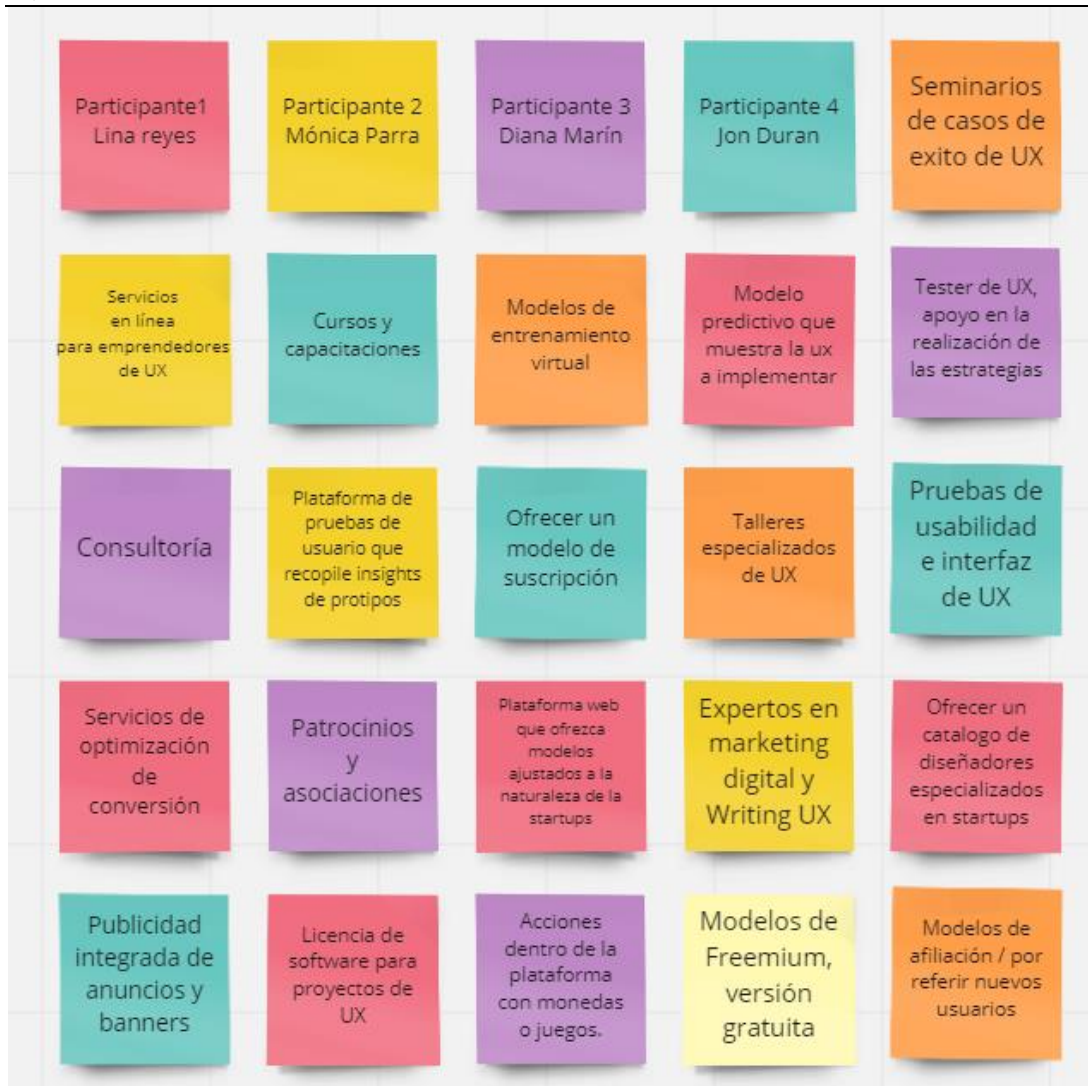 Participante1
Lina reyes
Participante 2
Mónica Parra
Participante 3
Diana Marín
Participante 4
Jon Duran
Seminarios
de casos de
exito de UX
Servicios
en línea
para emprendedores
de UX
Cursos y
capacitaciones
Modelos de
entrenamiento
virtual
Modelo
predictivo que
muestra la ux
a implementar
Tester de UX,
apoyo en la
realización de
las estrategias
Consultoría
Plataforma de
pruebas de
usuario que
recopile insights
de protipos
Ofrecer un
modelo de
suscripción
Talleres
especializados
de UX
Pruebas de
usabilidad
e interfaz
de UX
Servicios de
optimización
de
conversión
Patrocinios
y
asociaciones
Plataforma web
que ofrezca
modelos
ajustados a la
naturaleza de la
startups
Expertos en
marketing
digital y
Writing UX
Ofrecer un
catalogo de
diseñadores
especializados
en startups
Publicidad
integrada de
anuncios y
banners
Licencia de
software para
proyectos de
UX
Acciones
dentro de la
plataforma
con monedas
o juegos.
Modelos de
Freemium,
versión
gratuita
Modelos de
afiliación / por
referir nuevos
usuarios